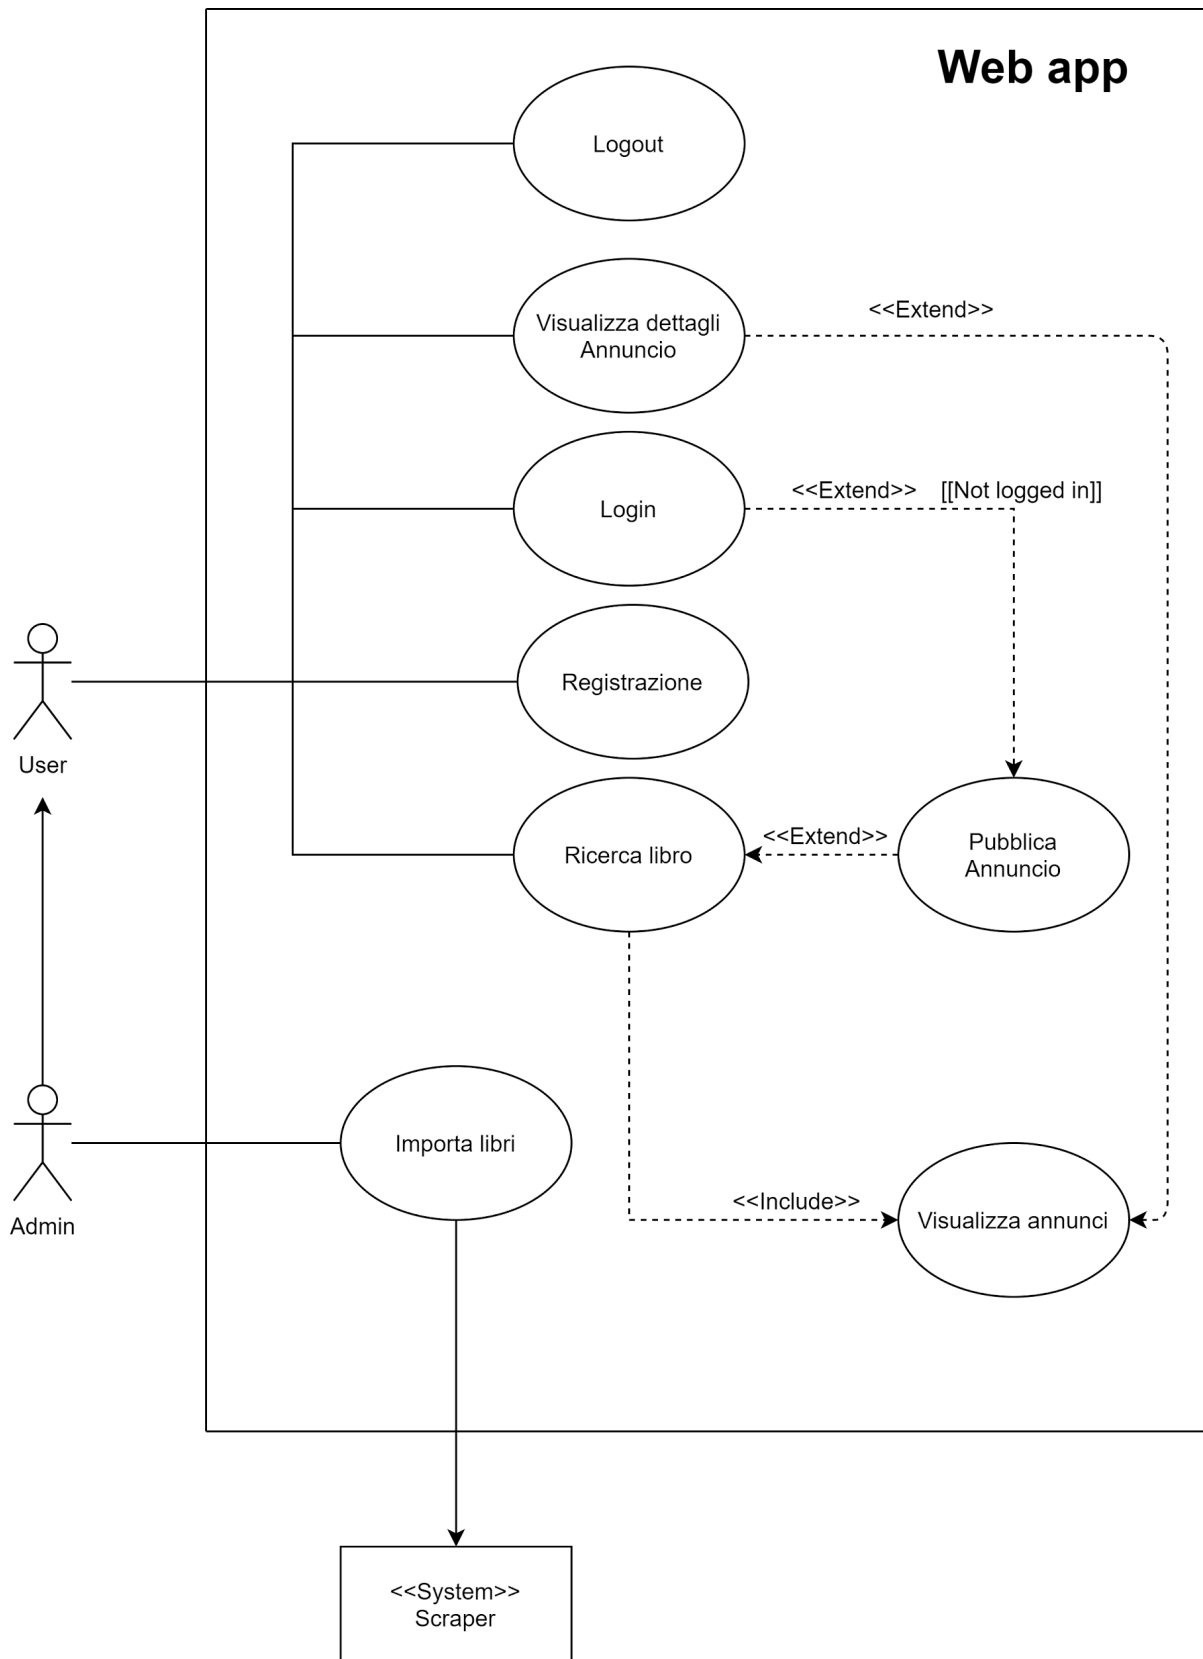 Web app
Logout
Visualizza dettagli
Annuncio
<<Extend>>
Login
<<Extend>> [[Not logged in]]
Registrazione
User
Ricerca libro
<<Extend>>
Pubblica
Annuncio
Importa libri
Admin
<<Include>>
Visualizza annunci
<<System>>
Scraper